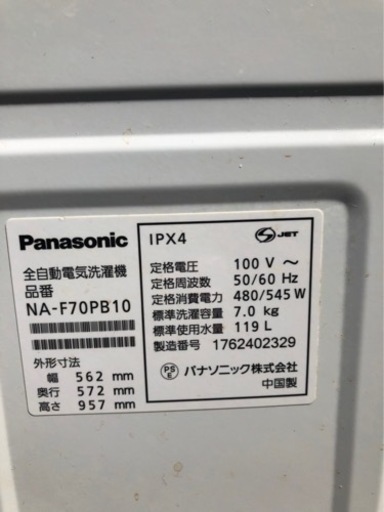 Panasonic
全自動電気洗濯機
品番
NA-F70PB10
外形寸法
幅 562 mm
奥行 572 mm
高さ 957 mm
IPX4
S JET
定格電圧 100 V ～
定格周波数 50/60 Hz
定格消費電力 480/545 W
標準洗濯容量 7.0 kg
標準使用水量 119 L
製造番号 1762402329
PS E パナソニック株式会社
中国製